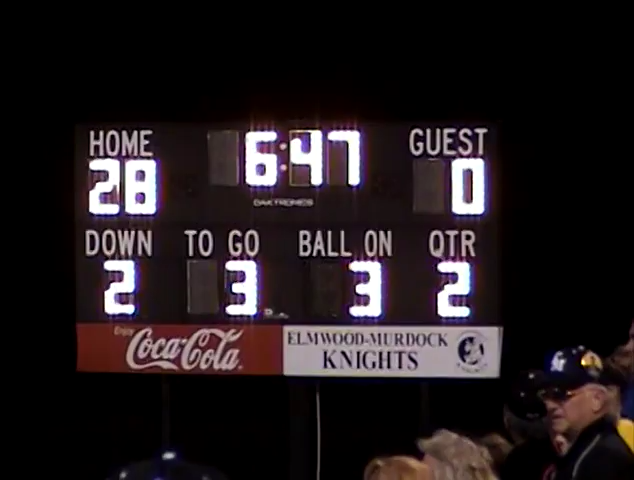 HOME 6:47 GUEST
28 0
DAKTRONICS
DOWN TO GO BALL ON QTR
2 3 3 2
Enjoy
Coca-Cola
ELMWOOD-MURDOCK
KNIGHTS